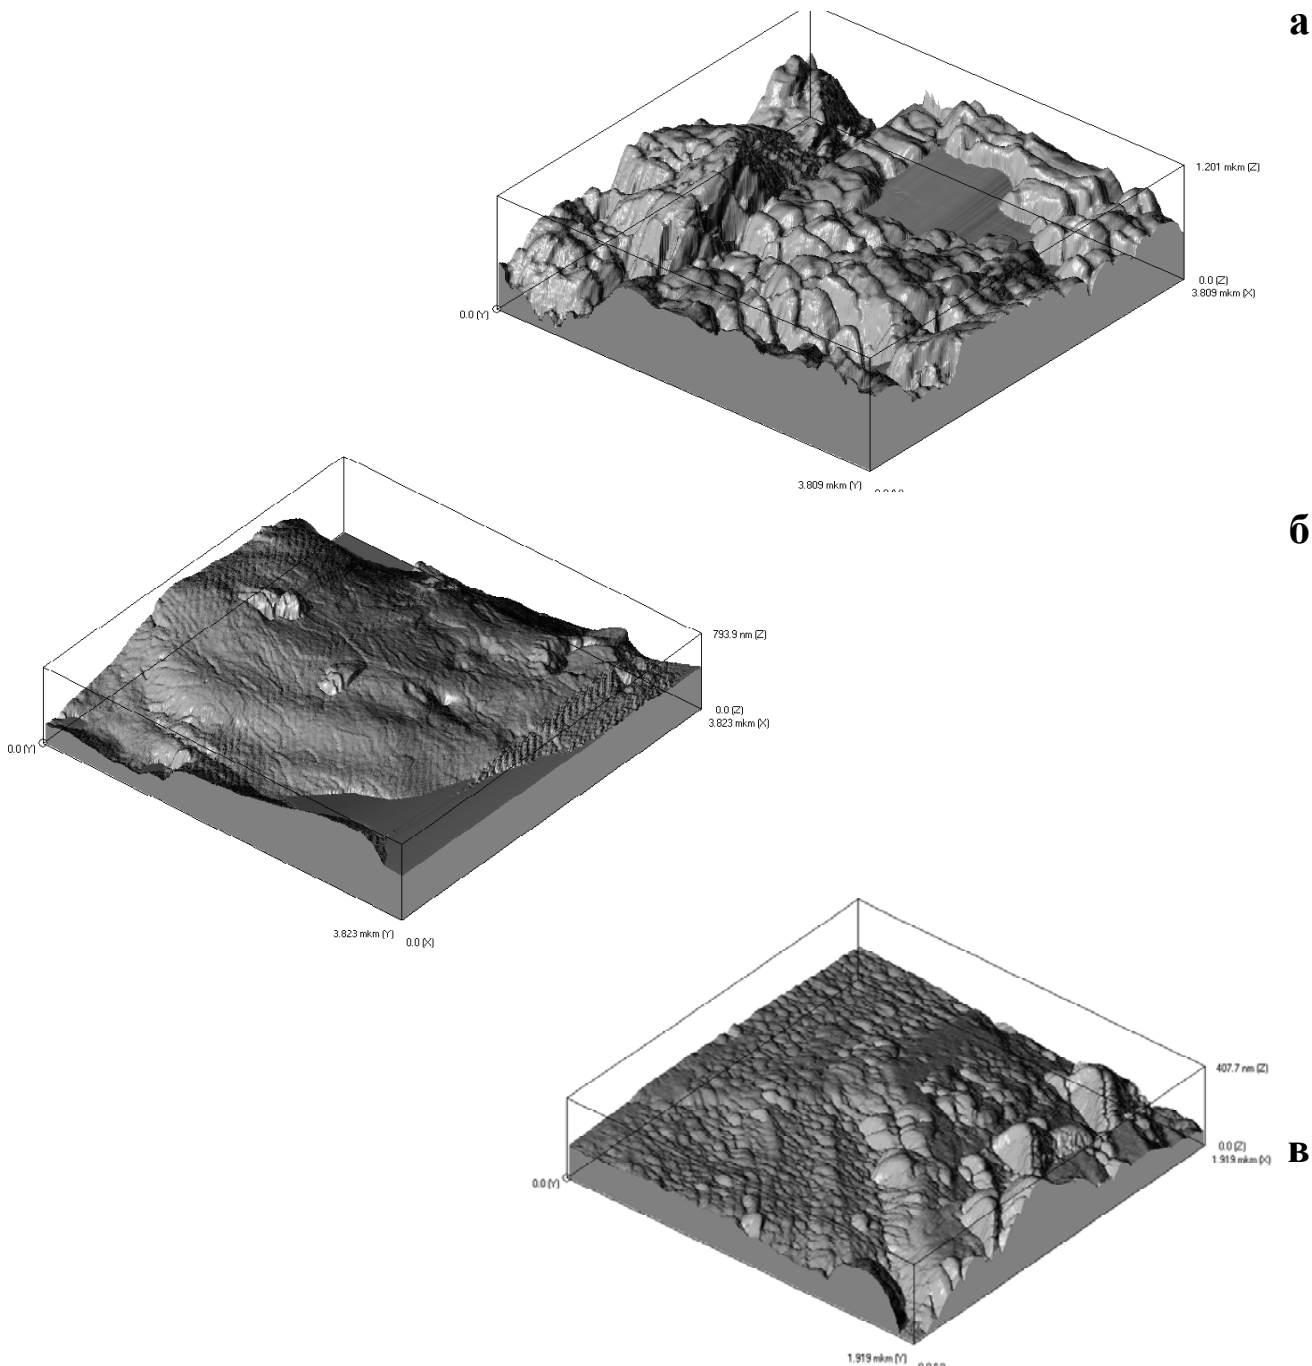 а
1.201 mkm (Z)
0.0 (Z)
3.809 mkm (X)
0.0 (Y)
3.809 mkm (Y)
б
793.9 nm (Z)
0.0 (Z)
3.823 mkm (X)
0.0 (Y)
3.823 mkm (Y)
0.0 (X)
407.7 nm (Z)
0.0 (Z)
1.919 mkm (X)
в
0.0 (Y)
1.919 mkm (Y)